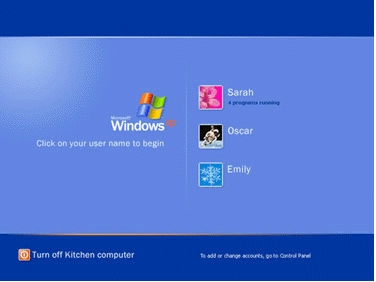 Microsoft
Windows xp
Click on your user name to begin
Sarah
4 programs running
Oscar
Emily
Turn off Kitchen computer
To add or change accounts, go to Control Panel